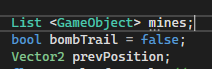 List <GameObject> mines;
bool bombTrail = false;
Vector2 prevPosition;